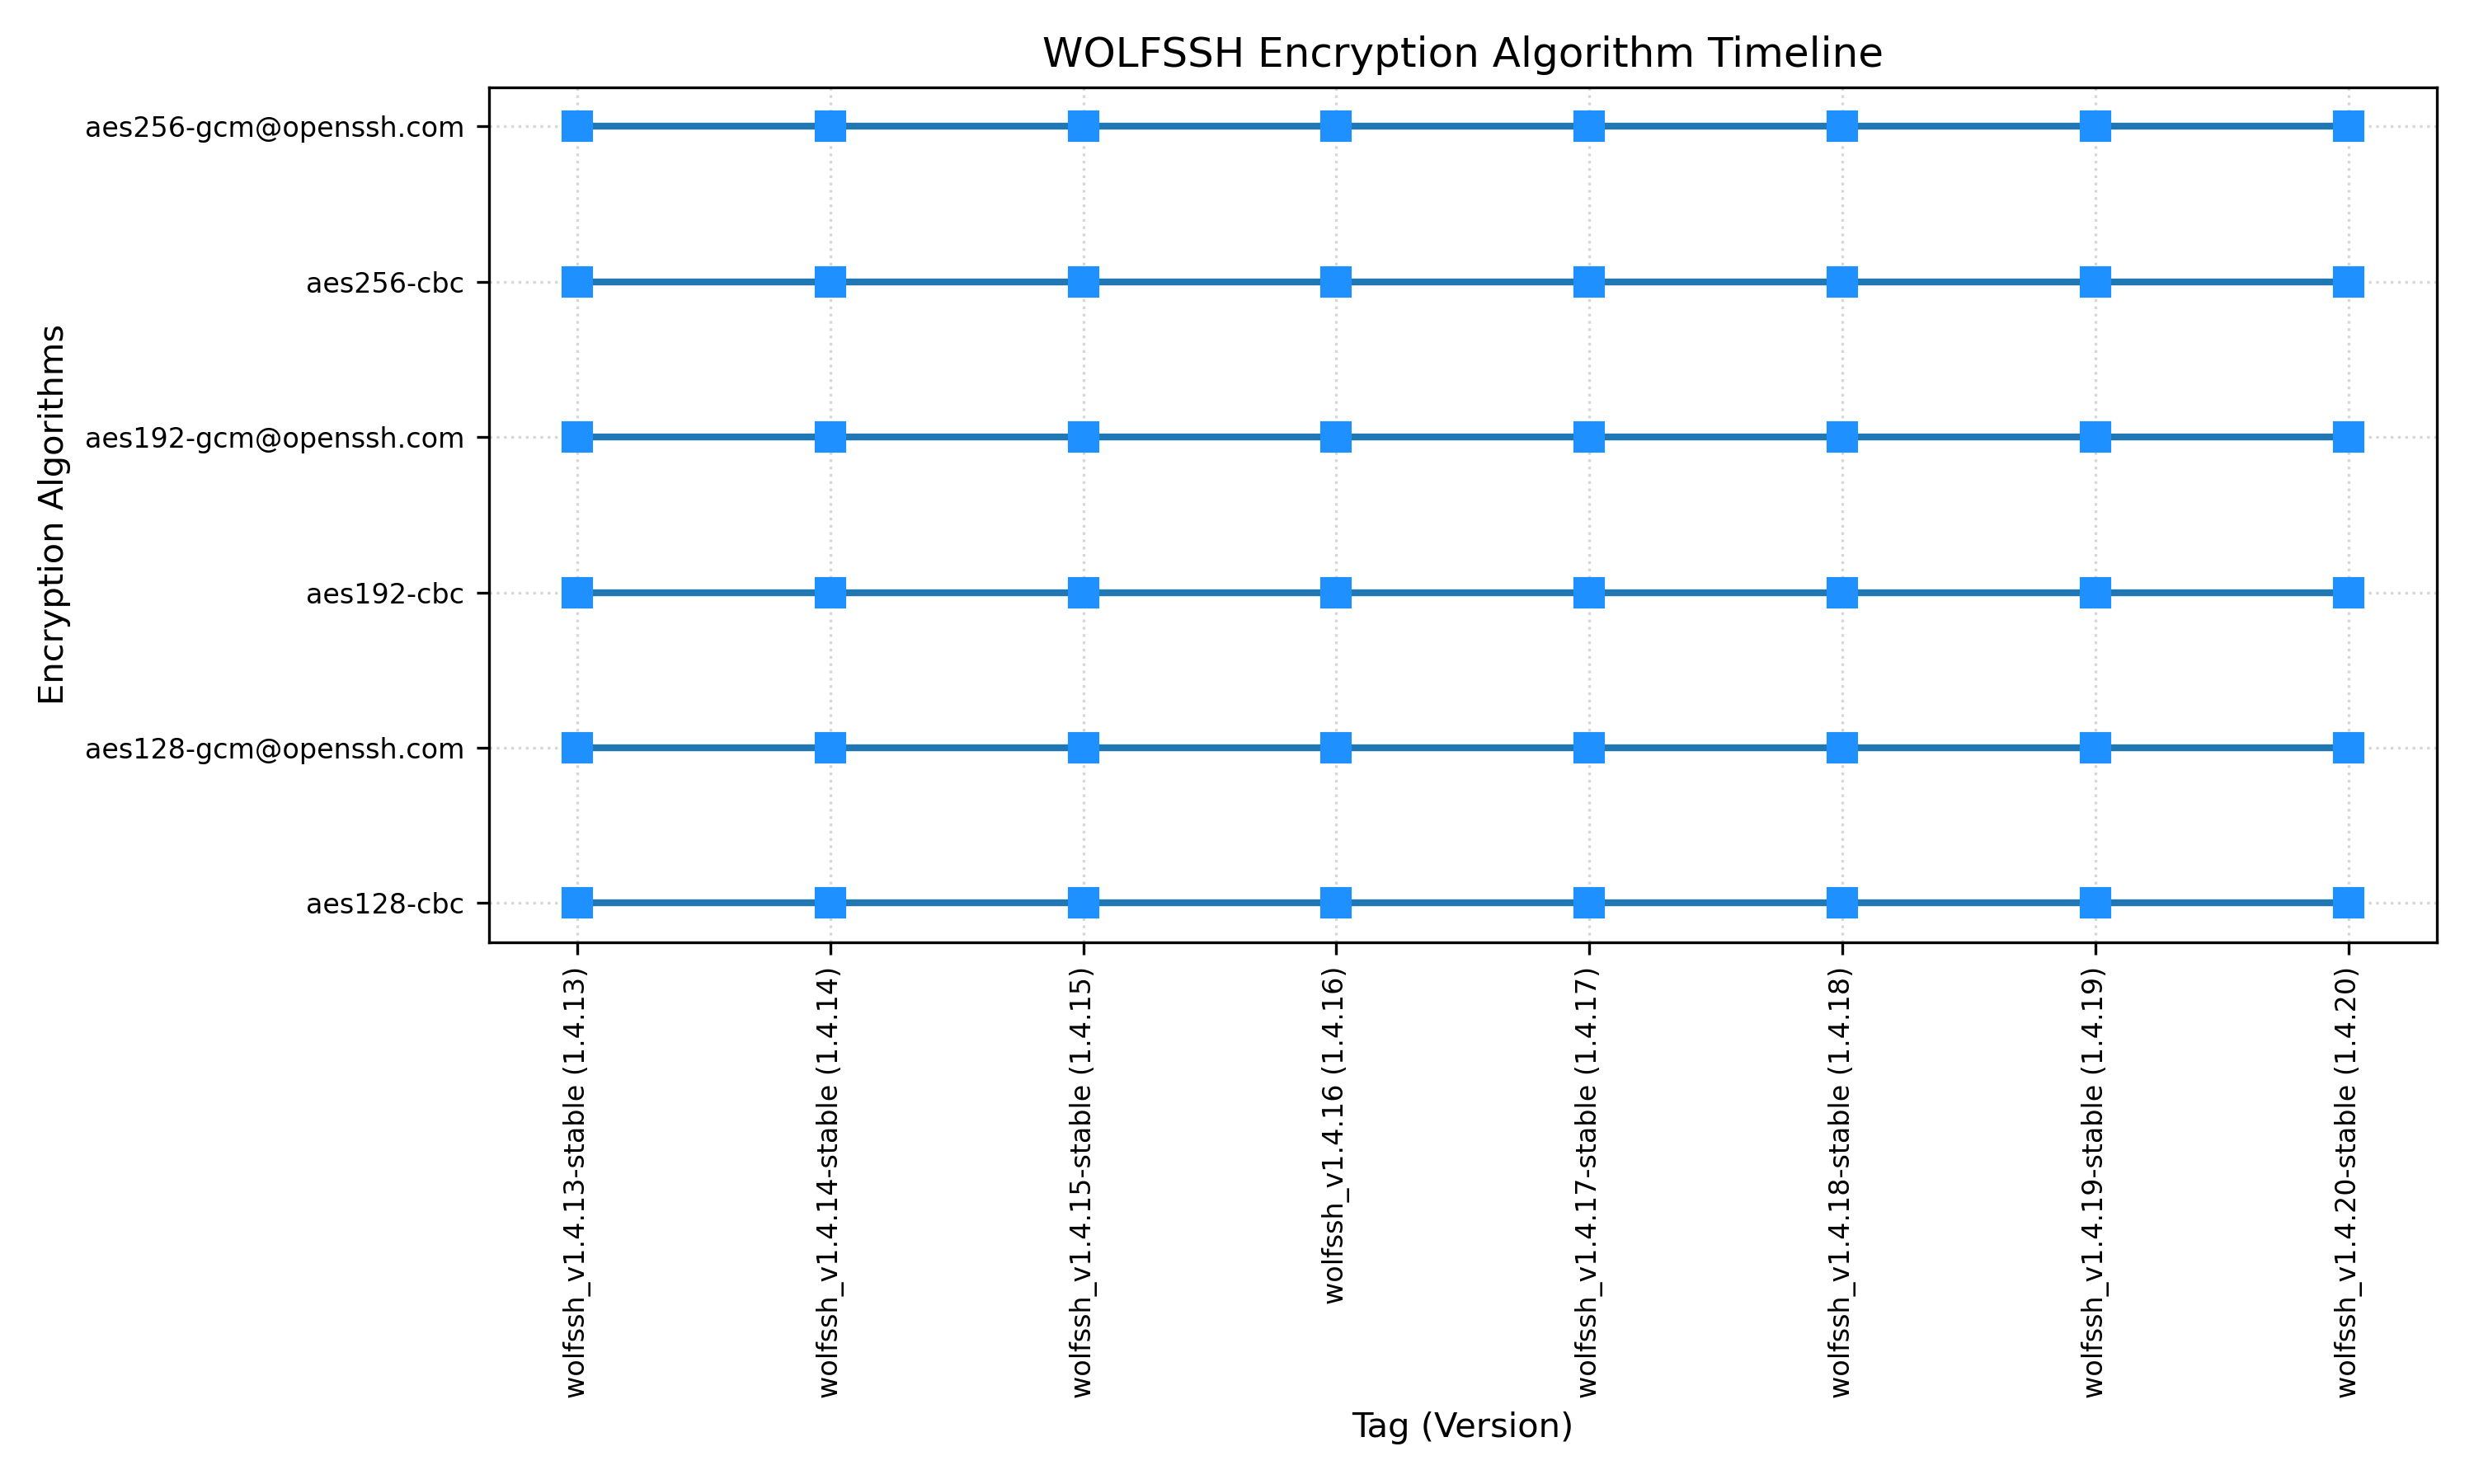 WOLFSSH Encryption Algorithm Timeline
Encryption Algorithms
aes256-gcm@openssh.com
aes256-cbc
aes192-gcm@openssh.com
aes192-cbc
aes128-gcm@openssh.com
aes128-cbc
wolfssh_v1.4.13-stable (1.4.13)
wolfssh_v1.4.14-stable (1.4.14)
wolfssh_v1.4.15-stable (1.4.15)
wolfssh_v1.4.16 (1.4.16)
wolfssh_v1.4.17-stable (1.4.17)
wolfssh_v1.4.18-stable (1.4.18)
wolfssh_v1.4.19-stable (1.4.19)
wolfssh_v1.4.20-stable (1.4.20)
Tag (Version)